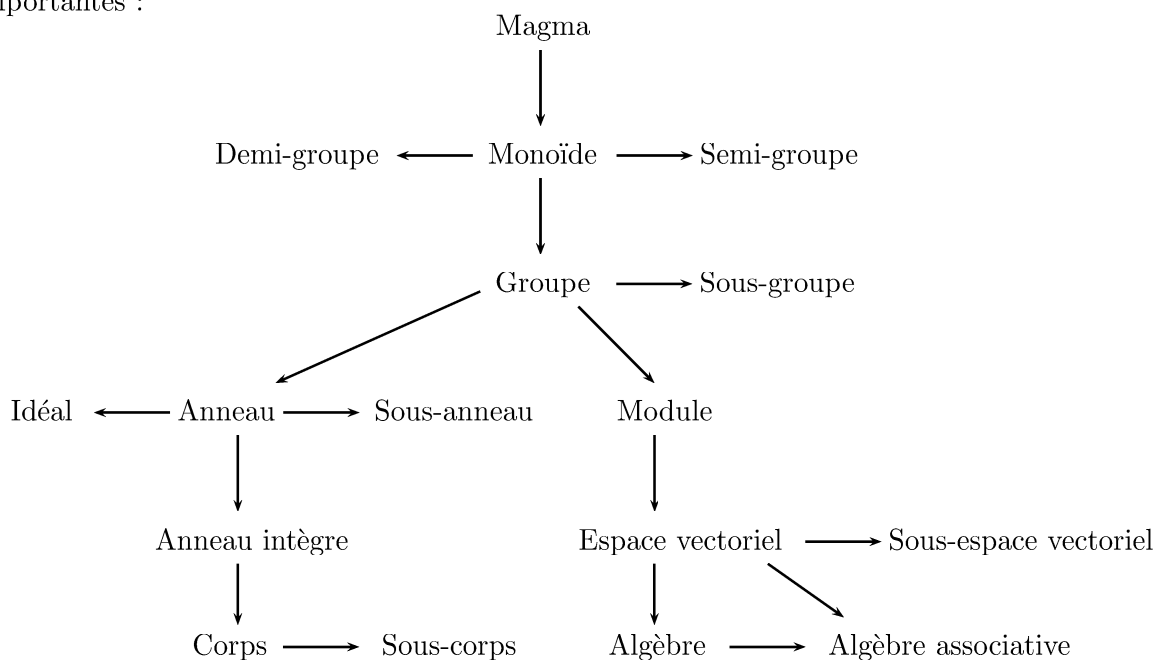 importantes :
Magma
Demi-groupe Monoïde Semi-groupe
Groupe Sous-groupe
Idéal Anneau Sous-anneau Module
Anneau intègre Espace vectoriel Sous-espace vectoriel
Corps Sous-corps Algèbre Algèbre associative